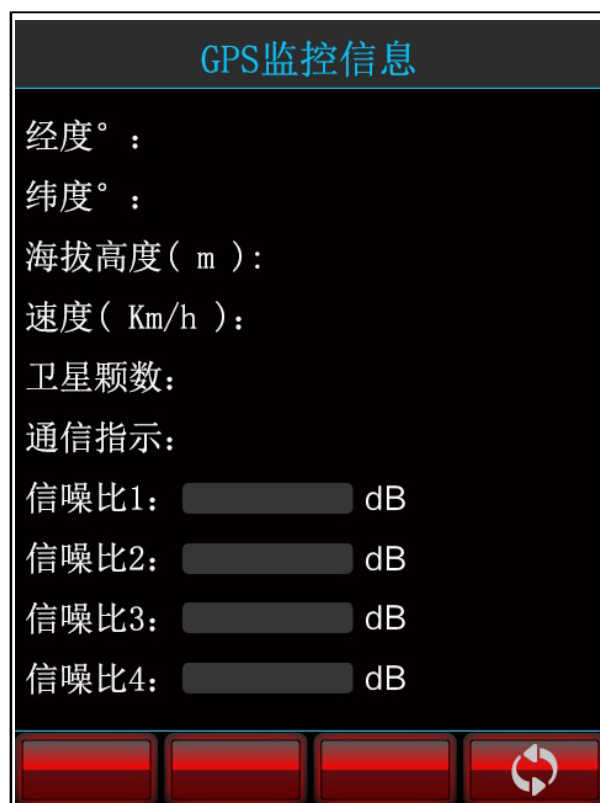 GPS监控信息
经度°：
纬度°：
海拔高度( m ):
速度( Km/h )：
卫星颗数：
通信指示：
信噪比1： dB
信噪比2： dB
信噪比3： dB
信噪比4： dB